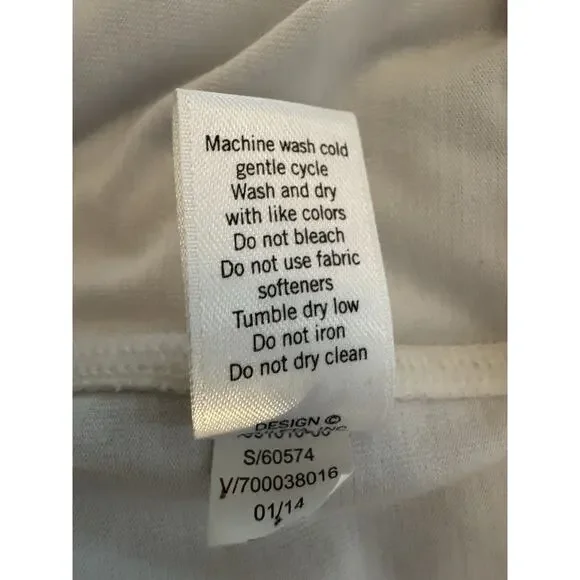 Machine wash cold
gentle cycle
Wash and dry
with like colors
Do not bleach
Do not use fabric
softeners
Tumble dry low
Do not iron
Do not dry clean
DESIGN ©
S/60574
V/700038016
01/14